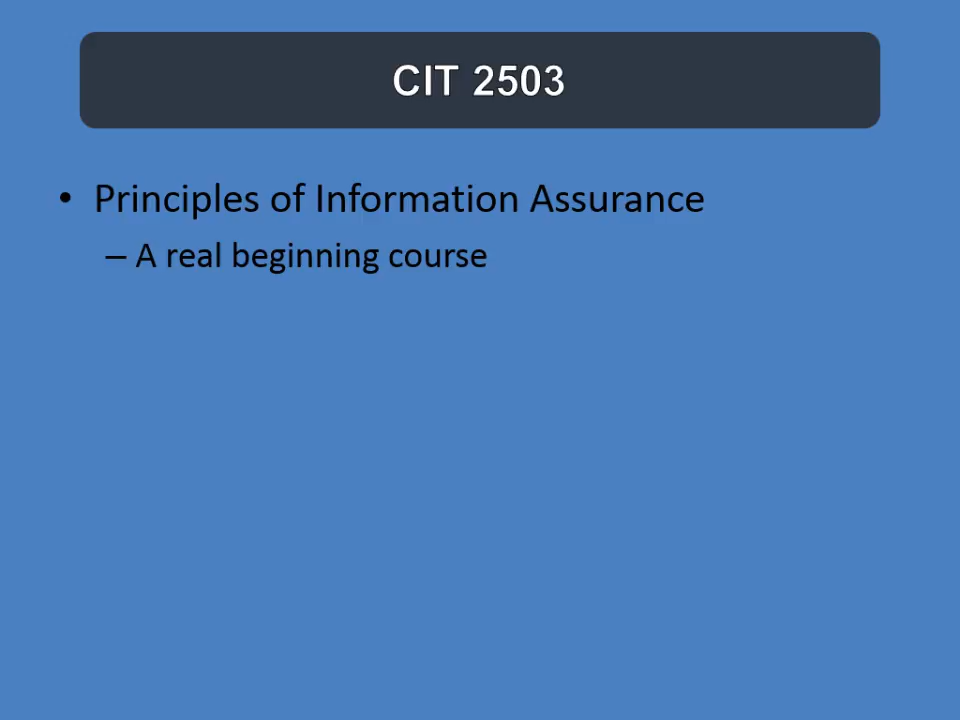 CIT 2503
• Principles of Information Assurance
– A real beginning course